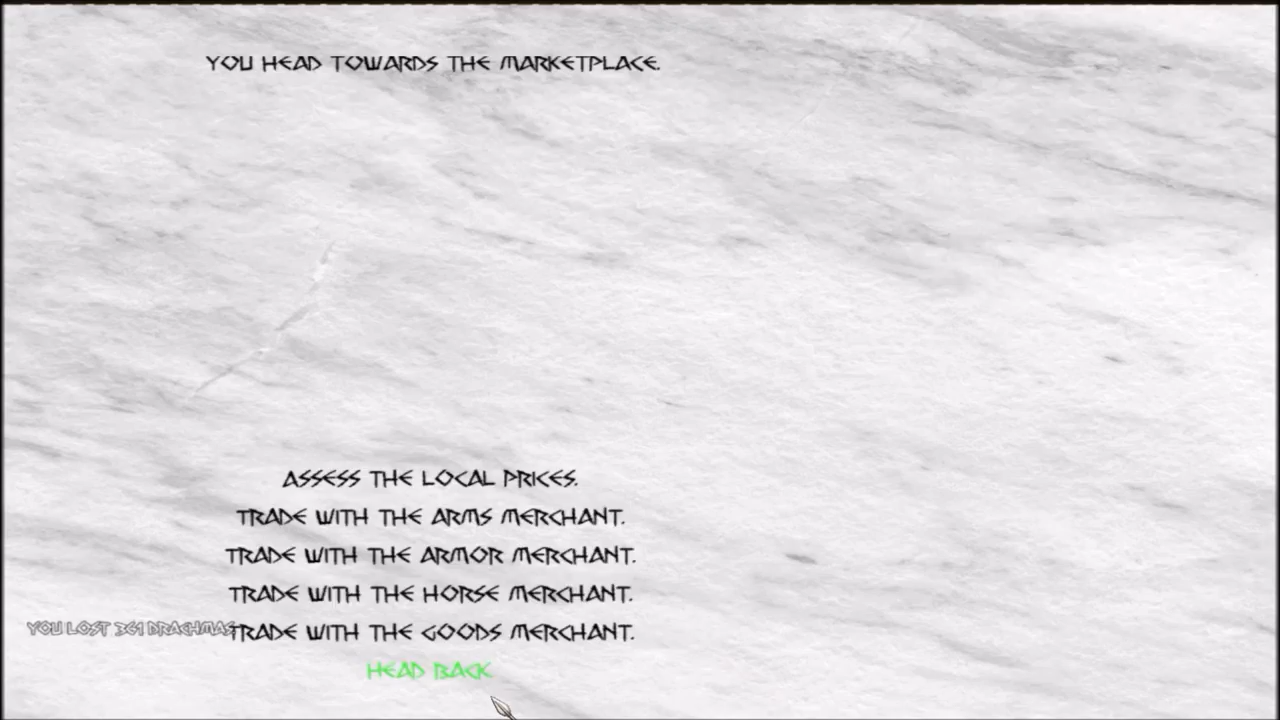 YOU HEAD TOWARDS THE MARKETPLACE.
ASSESS THE LOCAL PRICES.
TRADE WITH THE ARMS MERCHANT.
TRADE WITH THE ARMOR MERCHANT.
TRADE WITH THE HORSE MERCHANT.
YOU LOST 361 DRACHMAS.
TRADE WITH THE GOODS MERCHANT.
HEAD BACK